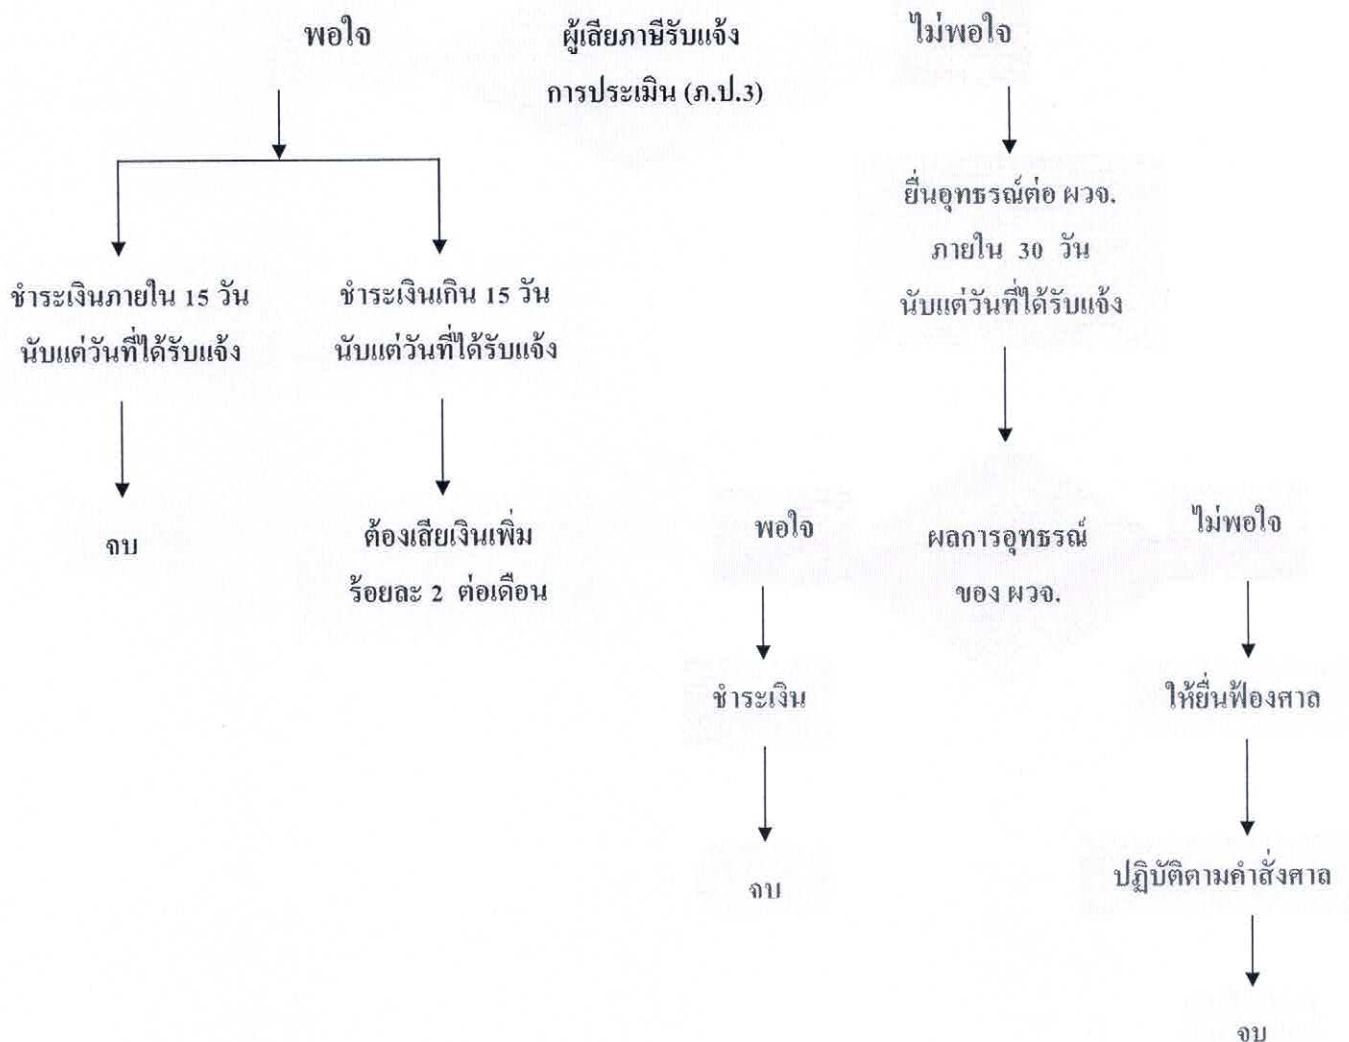 พอใจ
ผู้เสียภาษีรับแจ้ง
การประเมิน (ภ.ป.3)
ไม่พอใจ
ชำระเงินภายใน 15 วัน
นับแต่วันที่ได้รับแจ้ง
ชำระเงินเกิน 15 วัน
นับแต่วันที่ได้รับแจ้ง
ยื่นอุทธรณ์ต่อ ผวจ.
ภายใน 30 วัน
นับแต่วันที่ได้รับแจ้ง
จบ
ต้องเสียเงินเพิ่ม
ร้อยละ 2 ต่อเดือน
พอใจ
ผลการอุทธรณ์
ของ ผวจ.
ไม่พอใจ
ชำระเงิน
ให้ยื่นฟ้องศาล
จบ
ปฏิบัติตามคำสั่งศาล
จบ